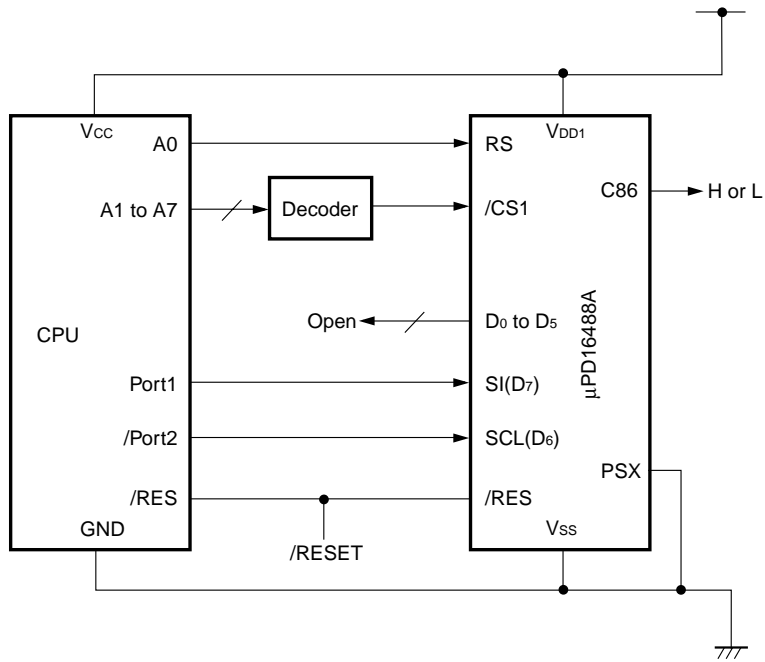 VCC
VDD1
A0
RS
C86
H or L
A1 to A7
Decoder
/CS1
Open
D0 to D5
CPU
µPD16488A
Port1
SI(D7)
/Port2
SCL(D6)
PSX
/RES
/RES
GND
VSS
/RESET